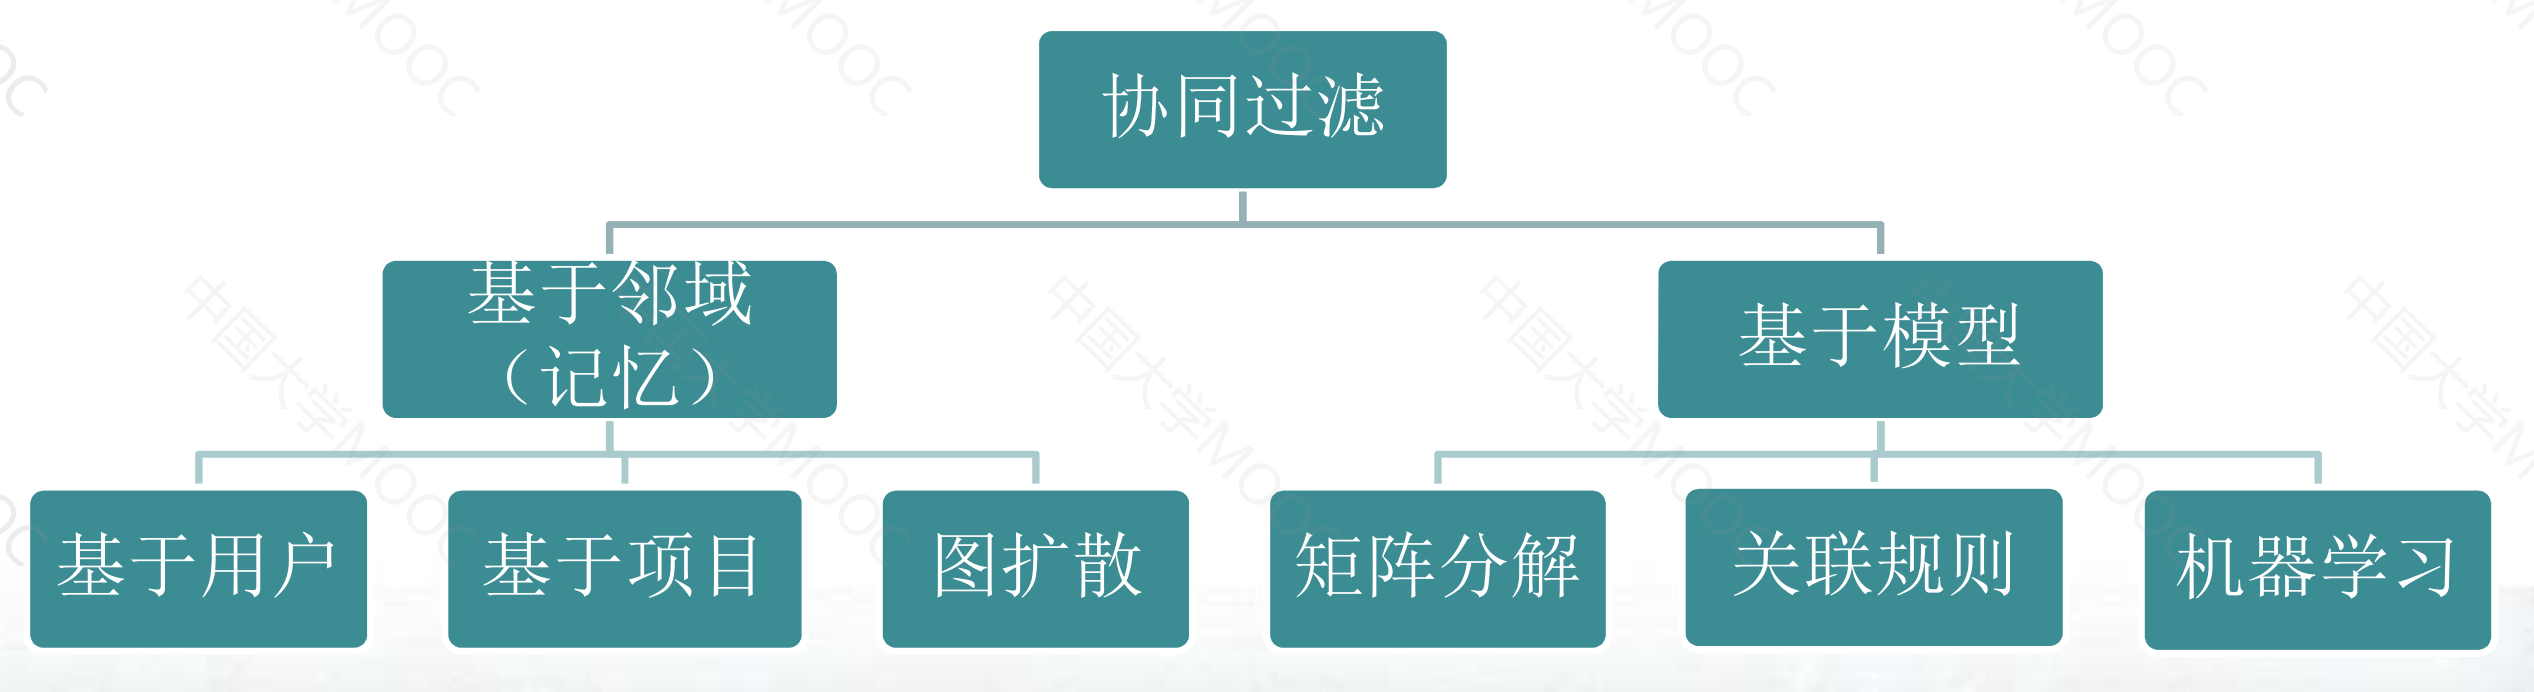 协同过滤
基于邻域
（记忆）
基于模型
基于用户
基于项目
图扩散
矩阵分解
关联规则
机器学习
中国大学MOOC